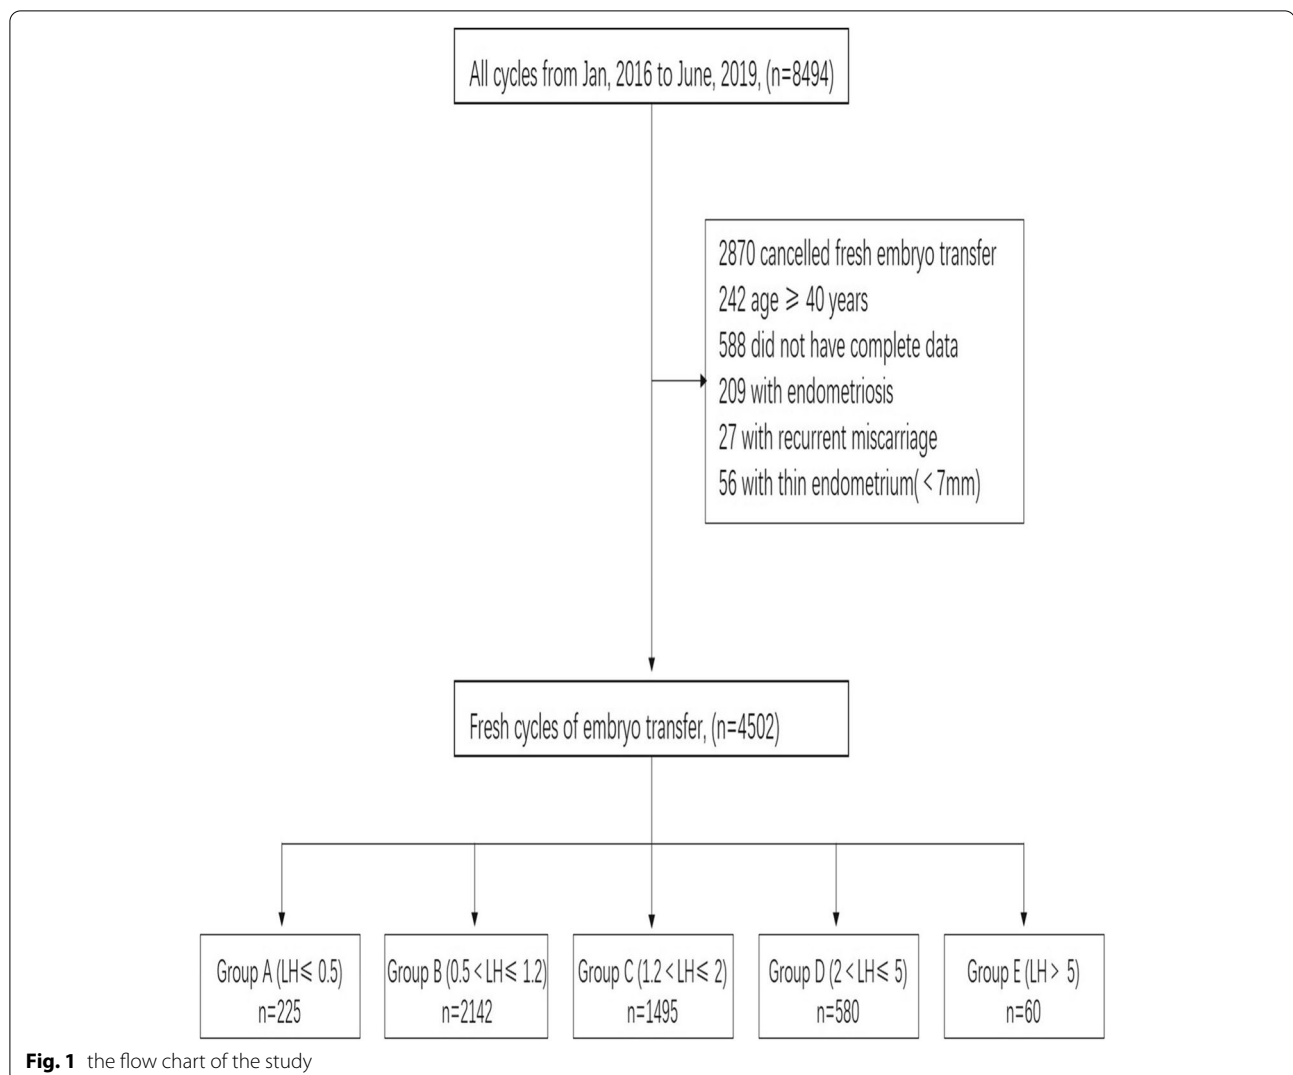 All cycles from Jan, 2016 to June, 2019, (n=8494)
2870 cancelled fresh embryo transfer
242 age ⩾ 40 years
588 did not have complete data
209 with endometriosis
27 with recurrent miscarriage
56 with thin endometrium( < 7mm)
Fresh cycles of embryo transfer, (n=4502)
Group A (LH⩽ 0.5)
n=225
Group B (0.5 < LH⩽ 1.2)
n=2142
Group C (1.2 < LH⩽ 2)
n=1495
Group D (2 < LH⩽ 5)
n=580
Group E (LH > 5)
n=60
Fig. 1 the flow chart of the study